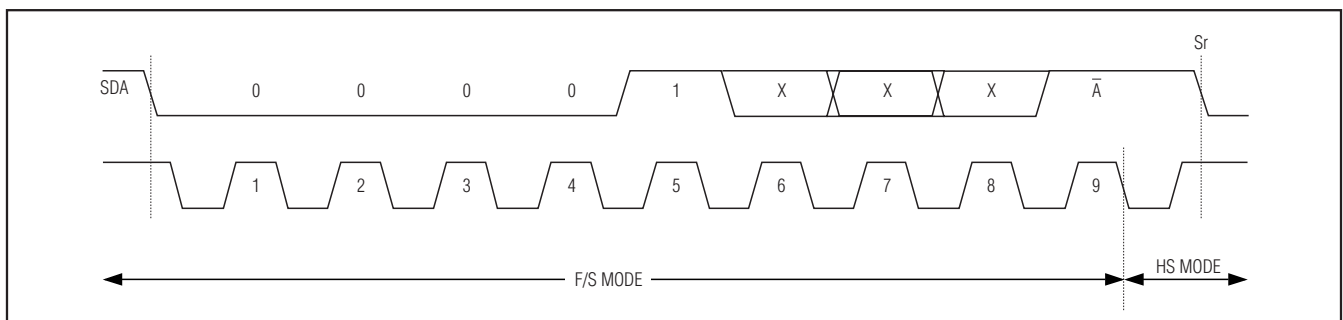 Sr
SDA 0 0 0 0 1 X X X A̅
1 2 3 4 5 6 7 8 9
F/S MODE HS MODE